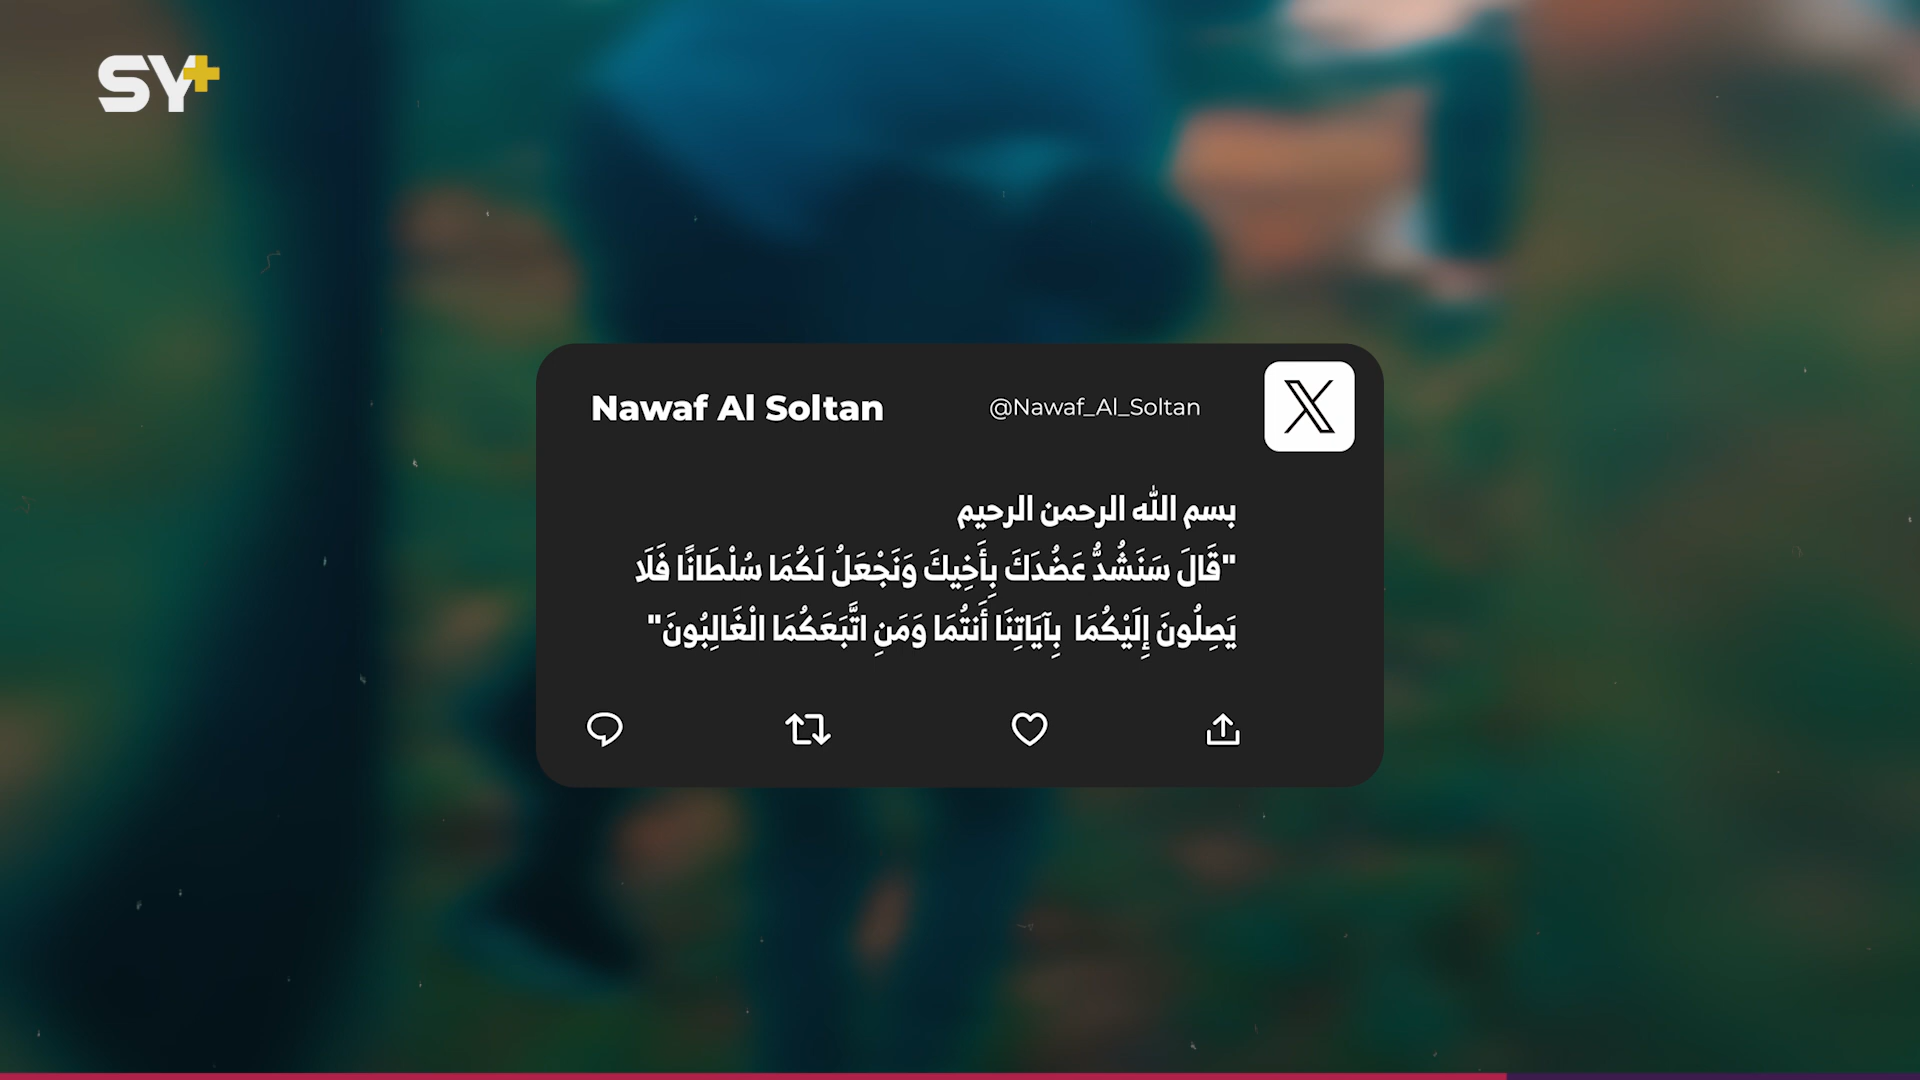 SY+
Nawaf Al Soltan
@Nawaf_Al_Soltan
X
بسم الله الرحمن الرحيم
"قَالَ سَنَشُدُّ عَضُدَكَ بِأَخِيكَ وَنَجْعَلُ لَكُمَا سُلْطَانًا فَلَا
يَصِلُونَ إِلَيْكُمَا بِآيَاتِنَا أَنتُمَا وَمَنِ اتَّبَعَكُمَا الْغَالِبُونَ"